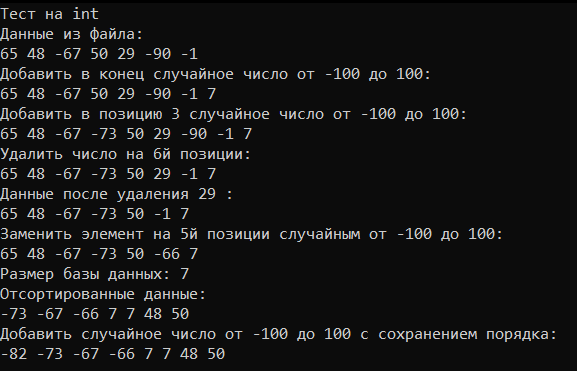 Тест на int
Данные из файла:
65 48 -67 50 29 -90 -1
Добавить в конец случайное число от -100 до 100:
65 48 -67 50 29 -90 -1 7
Добавить в позицию 3 случайное число от -100 до 100:
65 48 -67 -73 50 29 -90 -1 7
Удалить число на 6й позиции:
65 48 -67 -73 50 29 -1 7
Данные после удаления 29 :
65 48 -67 -73 50 -1 7
Заменить элемент на 5й позиции случайным от -100 до 100:
65 48 -67 -73 50 -66 7
Размер базы данных: 7
Отсортированные данные:
-73 -67 -66 7 7 48 50
Добавить случайное число от -100 до 100 с сохранением порядка:
-82 -73 -67 -66 7 7 48 50